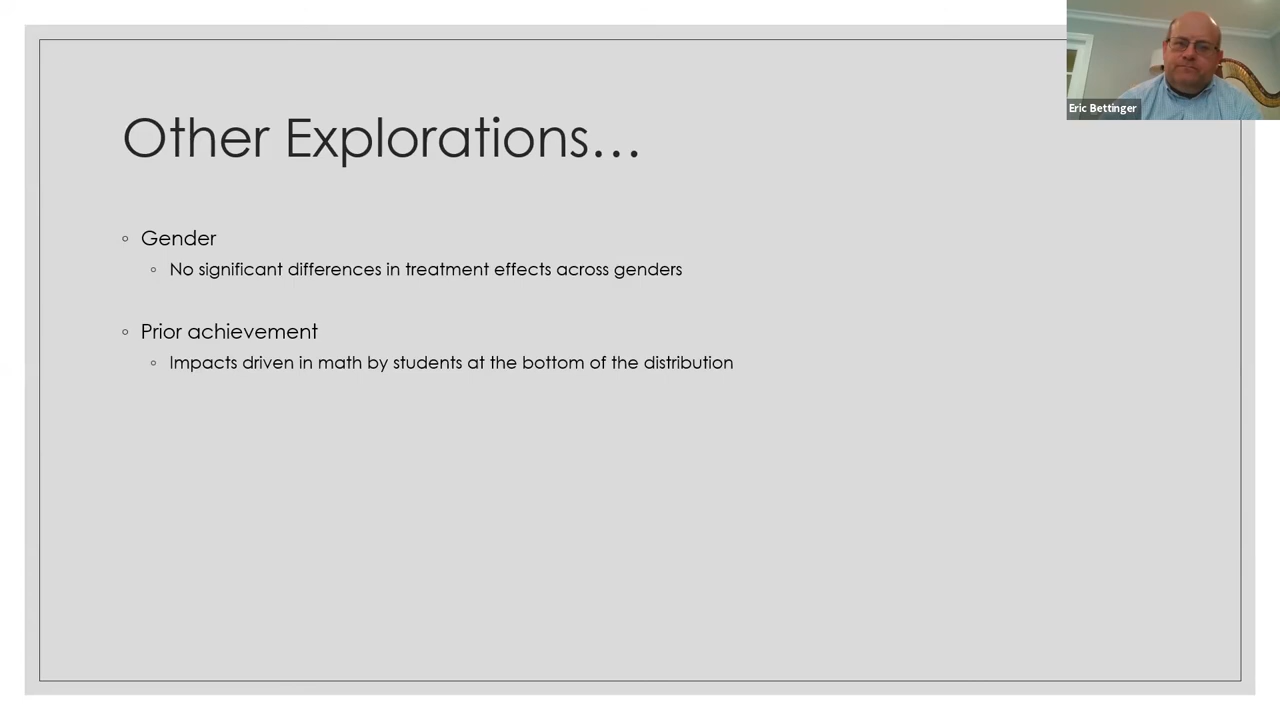 Eric Bettinger
Other Explorations…
◦ Gender
◦ No significant differences in treatment effects across genders
◦ Prior achievement
◦ Impacts driven in math by students at the bottom of the distribution